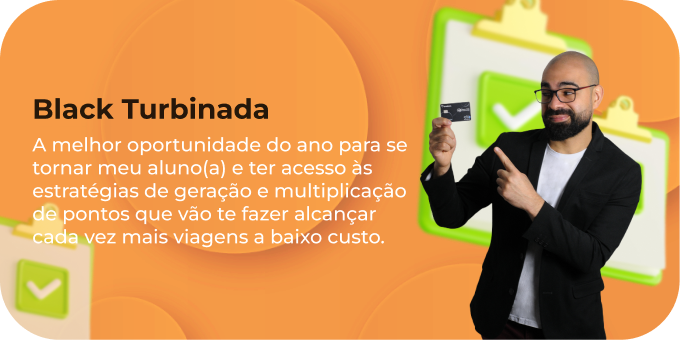 Black Turbinada
A melhor oportunidade do ano para se
tornar meu aluno(a) e ter acesso às
estratégias de geração e multiplicação
de pontos que vão te fazer alcançar
cada vez mais viagens a baixo custo.